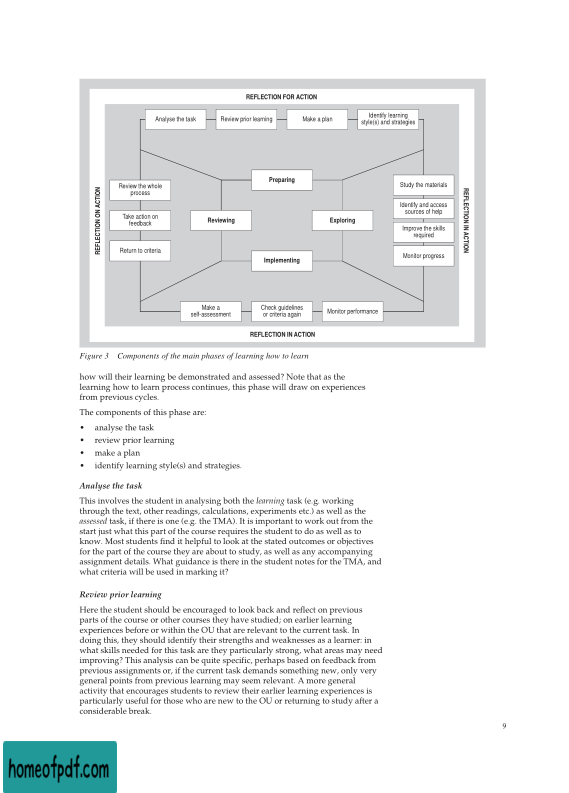 REFLECTION FOR ACTION
Analyse the task
Review prior learning
Make a plan
Identify learning
style(s) and strategies
REFLECTION ON ACTION
Review the whole
process
Take action on
feedback
Return to criteria
Preparing
Reviewing
Exploring
Implementing
Study the materials
Identify and access
sources of help
Improve the skills
required
Monitor progress
REFLECTION IN ACTION
Make a
self-assessment
Check guidelines
or criteria again
Monitor performance
REFLECTION IN ACTION
Figure 3 Components of the main phases of learning how to learn
how will their learning be demonstrated and assessed? Note that as the
learning how to learn process continues, this phase will draw on experiences
from previous cycles.
The components of this phase are:
• analyse the task
• review prior learning
• make a plan
• identify learning style(s) and strategies.
Analyse the task
This involves the student in analysing both the learning task (e.g. working
through the text, other readings, calculations, experiments etc.) as well as the
assessed task, if there is one (e.g. the TMA). It is important to work out from the
start just what this part of the course requires the student to do as well as to
know. Most students find it helpful to look at the stated outcomes or objectives
for the part of the course they are about to study, as well as any accompanying
assignment details. What guidance is there in the student notes for the TMA, and
what criteria will be used in marking it?
Review prior learning
Here the student should be encouraged to look back and reflect on previous
parts of the course or other courses they have studied; on earlier learning
experiences before or within the OU that are relevant to the current task. In
doing this, they should identify their strengths and weaknesses as a learner: in
what skills needed for this task are they particularly strong, what areas may need
improving? This analysis can be quite specific, perhaps based on feedback from
previous assignments or, if the current task demands something new, only very
general points from previous learning may seem relevant. A more general
activity that encourages students to review their earlier learning experiences is
particularly useful for those who are new to the OU or returning to study after a
considerable break.
9
homeofpdf.com